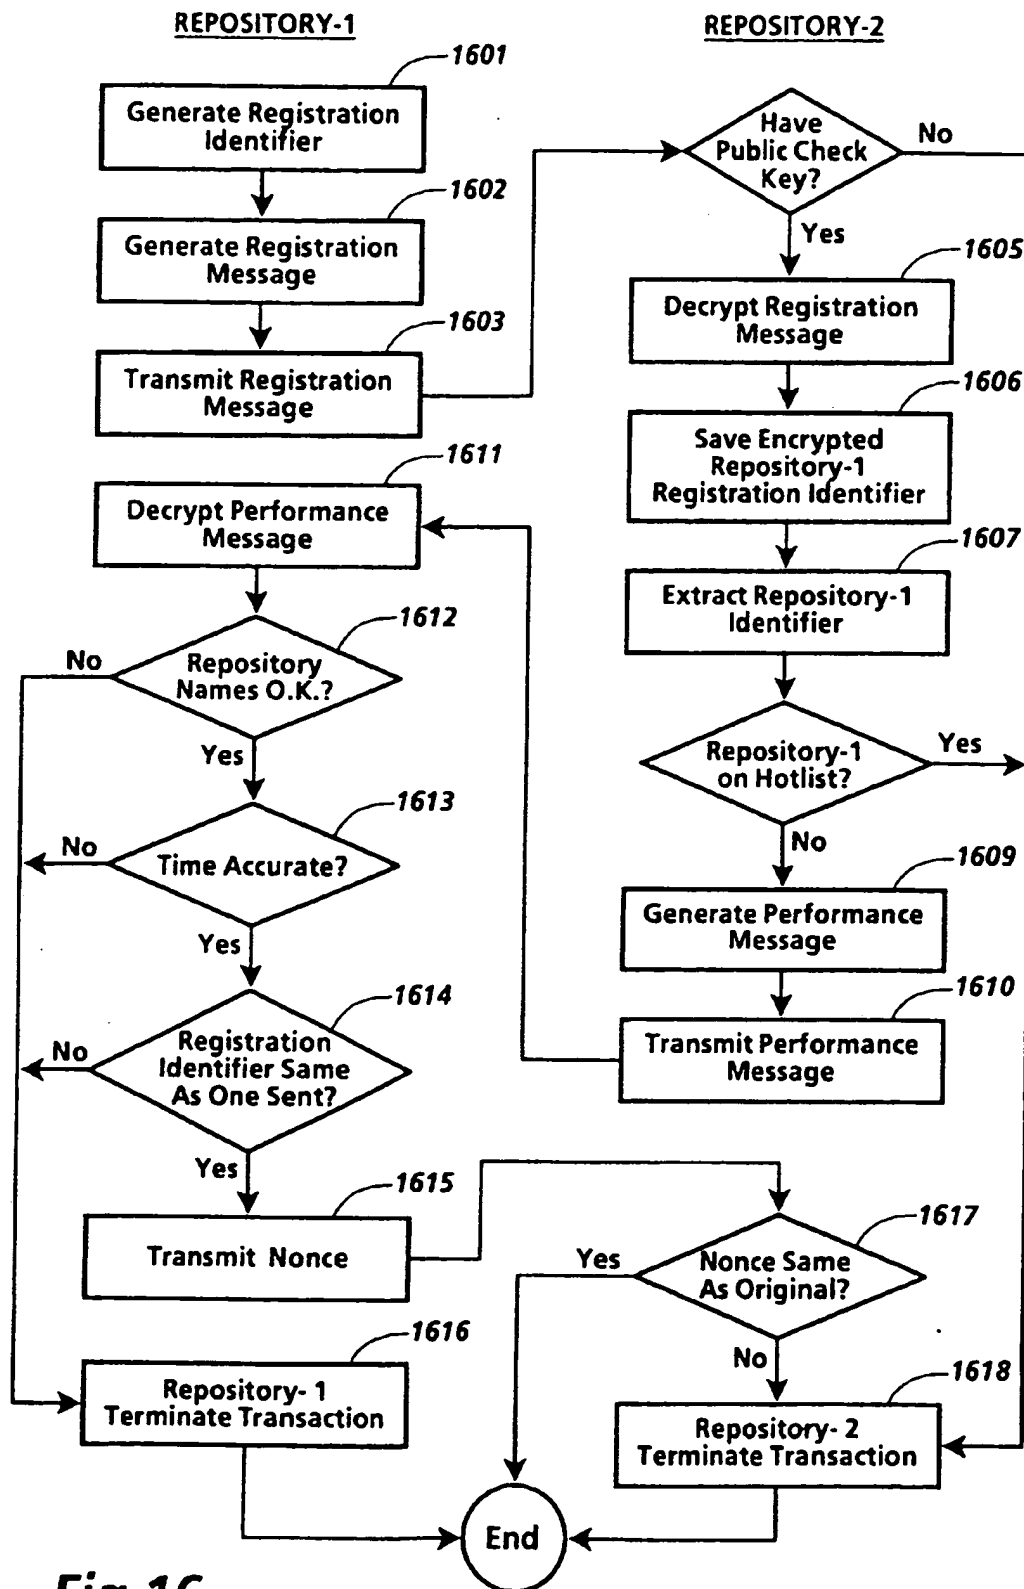 REPOSITORY-1
1601
Generate Registration
Identifier
1602
Generate Registration
Message
1603
Transmit Registration
Message
1611
Decrypt Performance
Message
1612
Repository
Names O.K.?
No
Yes
1613
Time Accurate?
No
Yes
1614
Registration
Identifier Same
As One Sent?
No
Yes
1615
Transmit Nonce
1616
Repository- 1
Terminate Transaction
REPOSITORY-2
Have
Public Check
Key?
No
Yes
1605
Decrypt Registration
Message
1606
Save Encrypted
Repository-1
Registration Identifier
1607
Extract Repository-1
Identifier
Repository-1
on Hotlist?
Yes
No
1609
Generate Performance
Message
1610
Transmit Performance
Message
1617
Nonce Same
As Original?
Yes
No
1618
Repository- 2
Terminate Transaction
End
Fig.16